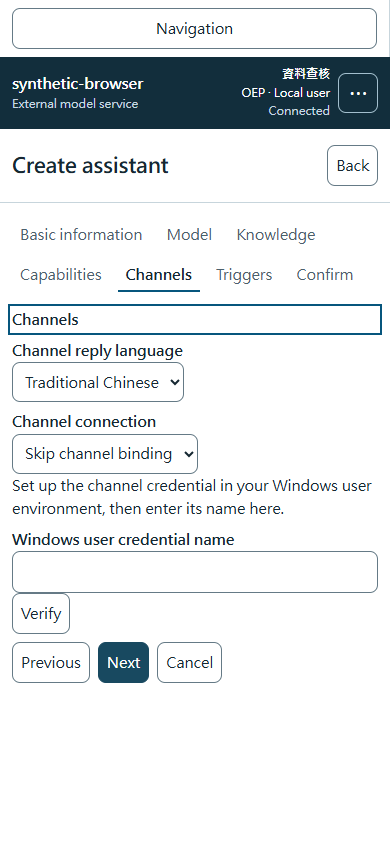 Navigation
synthetic-browser
External model service
資料查核
OEP · Local user
Connected
···
Create assistant
Back
Basic information Model Knowledge
Capabilities Channels Triggers Confirm
Channels
Channel reply language
Traditional Chinese
Channel connection
Skip channel binding
Set up the channel credential in your Windows user
environment, then enter its name here.
Windows user credential name
Verify
Previous Next Cancel